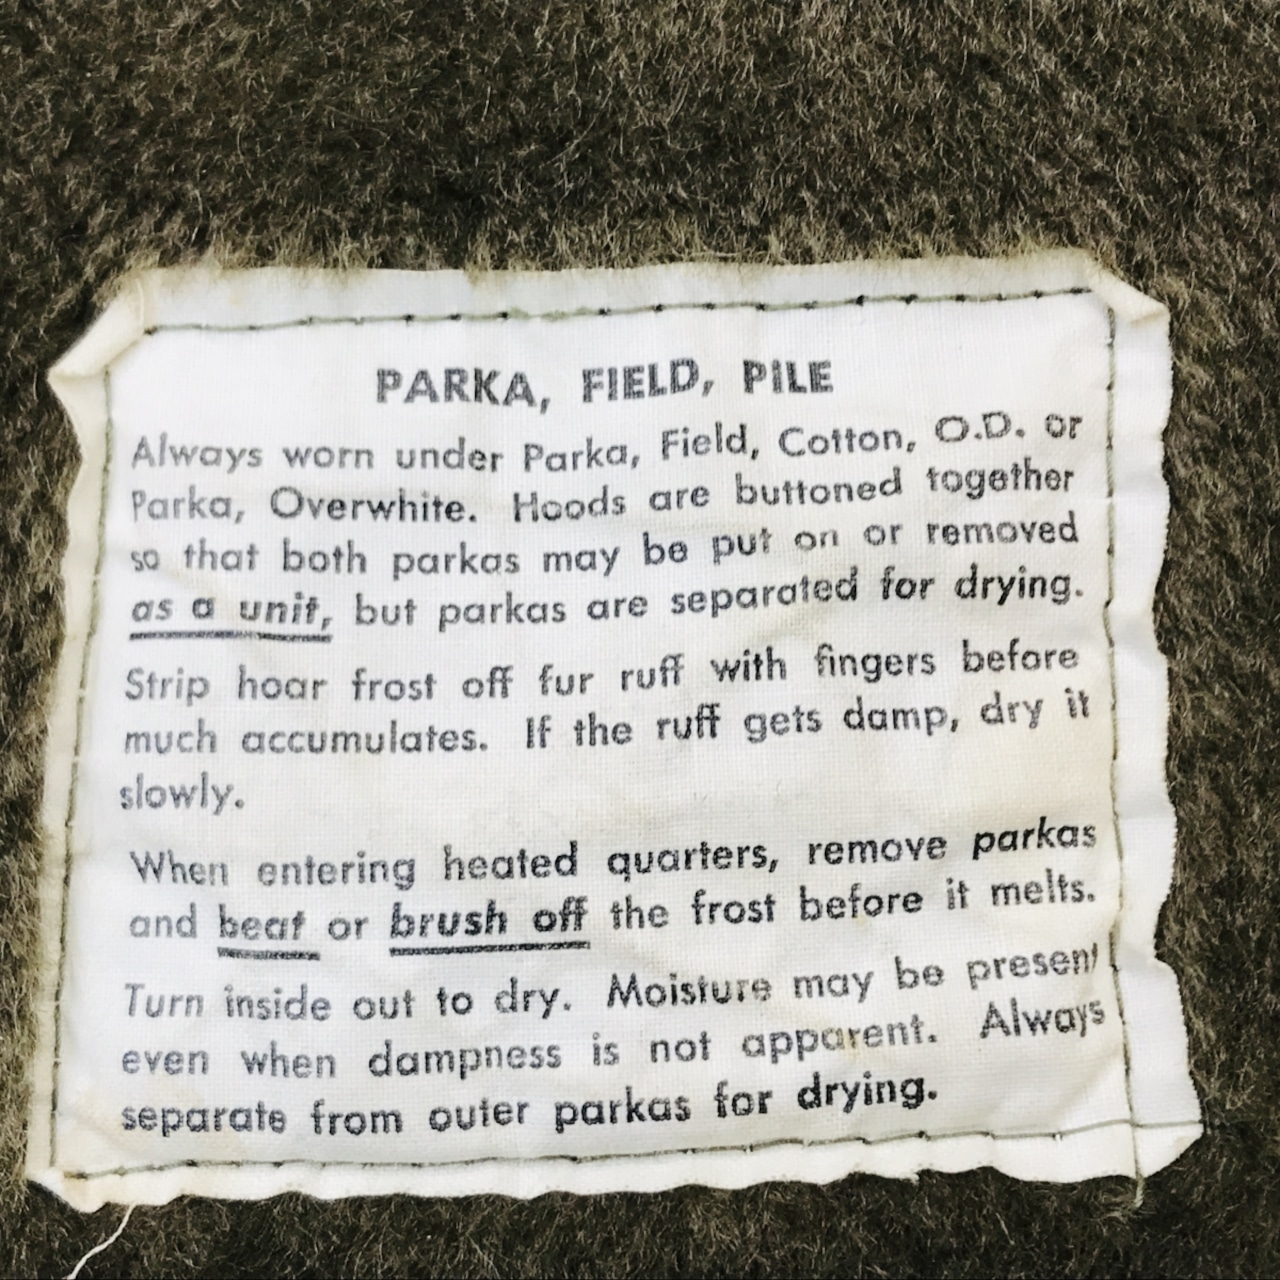 PARKA, FIELD, PILE
Always worn under Parka, Field, Cotton, O.D. or
Parka, Overwhite. Hoods are buttoned together
so that both parkas may be put on or removed
as a unit, but parkas are separated for drying.
Strip hoar frost off fur ruff with fingers before
much accumulates. If the ruff gets damp, dry it
slowly.
When entering heated quarters, remove parkas
and beat or brush off the frost before it melts.
Turn inside out to dry. Moisture may be present
even when dampness is not apparent. Always
separate from outer parkas for drying.